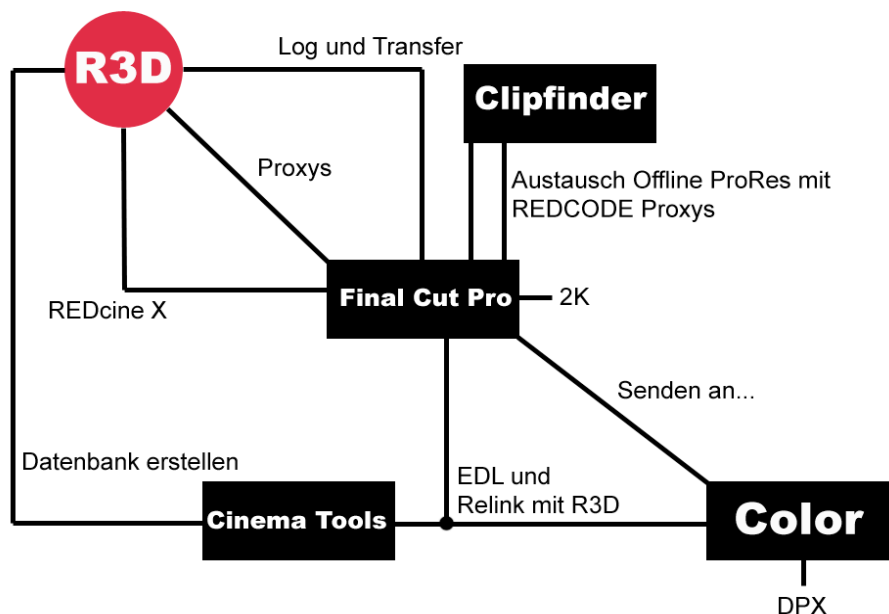 R3D
Log und Transfer
Clipfinder
Proxys
Austausch Offline ProRes mit
REDCODE Proxys
Final Cut Pro
2K
REDcine X
Senden an...
Datenbank erstellen
EDL und
Relink mit R3D
Cinema Tools
Color
DPX